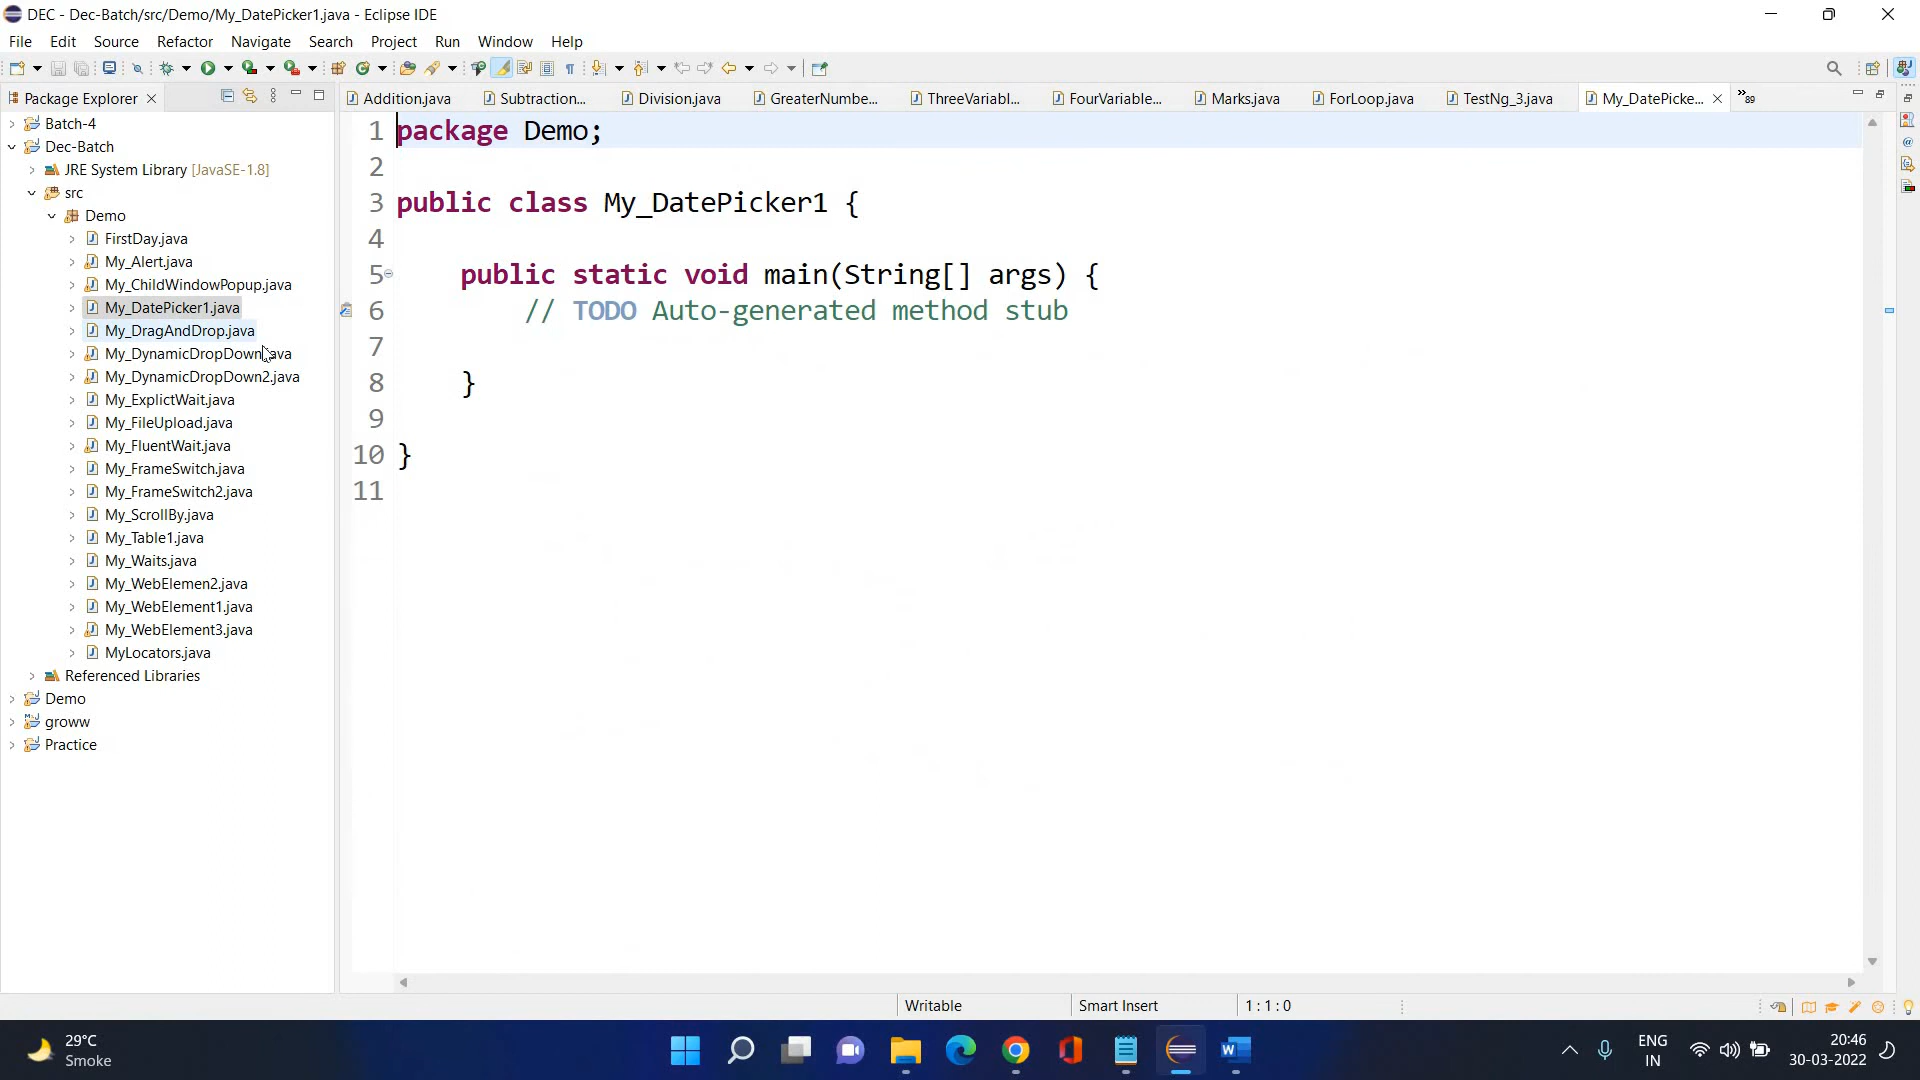 DEC - Dec-Batch/src/Demo/My_DatePicker1.java - Eclipse IDE
File Edit Source Refactor Navigate Search Project Run Window Help
Package Explorer
Addition.java Subtraction... Division.java GreaterNumbe... ThreeVariabl... FourVariable... Marks.java ForLoop.java TestNg_3.java My_DatePicke... »89
Batch-4
Dec-Batch
JRE System Library [JavaSE-1.8]
src
Demo
FirstDay.java
My_Alert.java
My_ChildWindowPopup.java
My_DatePicker1.java
My_DragAndDrop.java
My_DynamicDropDown
My_DynamicDropDown2.java
My_ExplictWait.java
My_FileUpload.java
My_FluentWait.java
My_FrameSwitch.java
My_FrameSwitch2.java
My_ScrollBy.java
My_Table1.java
My_Waits.java
My_WebElemen2.java
My_WebElement1.java
My_WebElement3.java
MyLocators.java
Referenced Libraries
Demo
groww
Practice
1 package Demo;
2
3 public class My_DatePicker1 {
4
5 public static void main(String[] args) {
6 // TODO Auto-generated method stub
7
8 }
9
10 }
11
Writable Smart Insert 1 : 1 : 0
29°C
Smoke
ENG
IN
20:46
30-03-2022